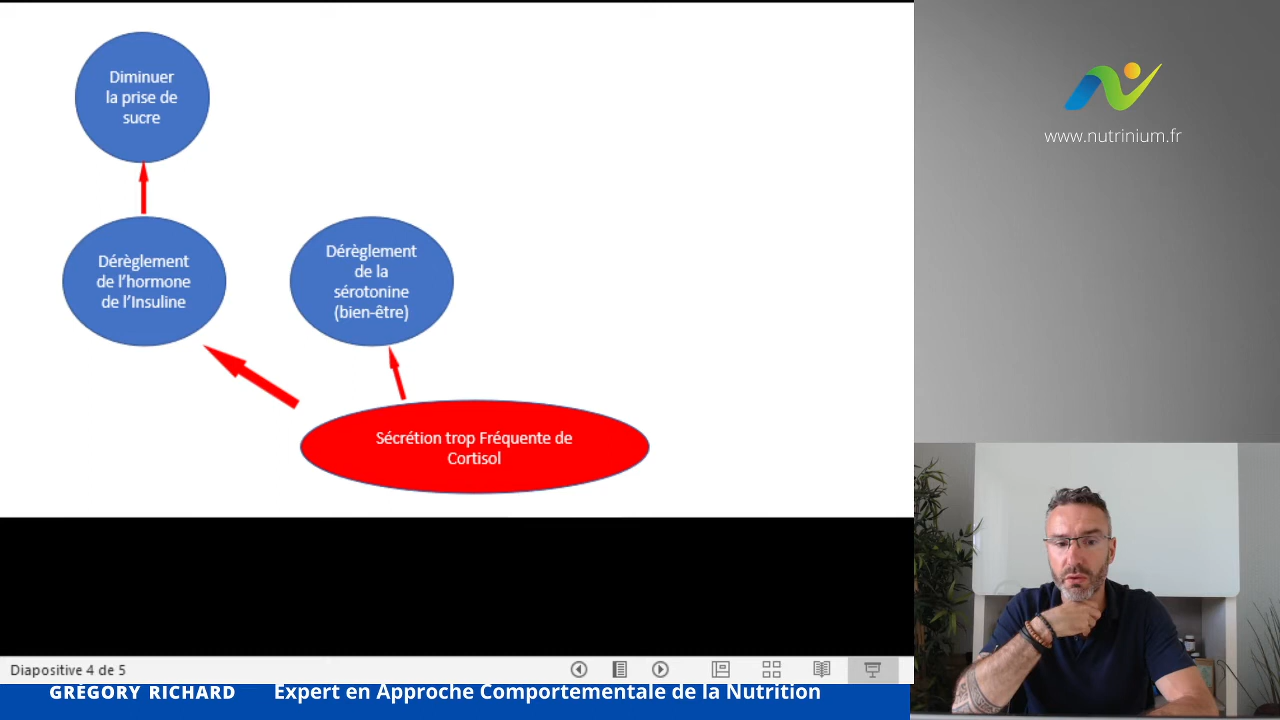 Diminuer
la prise de
sucre
Dérèglement
de l'hormone
de l'Insuline
Dérèglement
de la
sérotonine
(bien-être)
Sécrétion trop Fréquente de
Cortisol
www.nutrinium.fr
Diapositive 4 de 5
GRÉGORY RICHARD
Expert en Approche Comportementale de la Nutrition